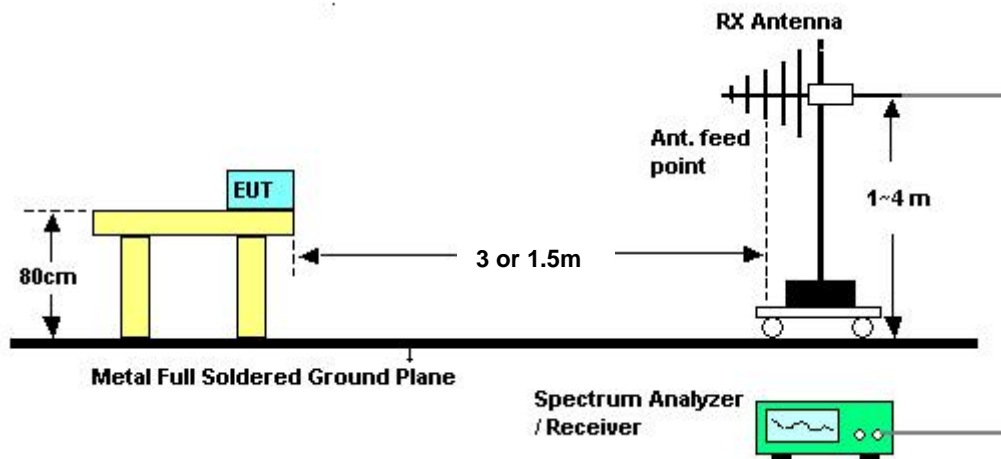 RX Antenna
Ant. feed
point
EUT
1~4 m
3 or 1.5m
80cm
Metal Full Soldered Ground Plane
Spectrum Analyzer
/ Receiver